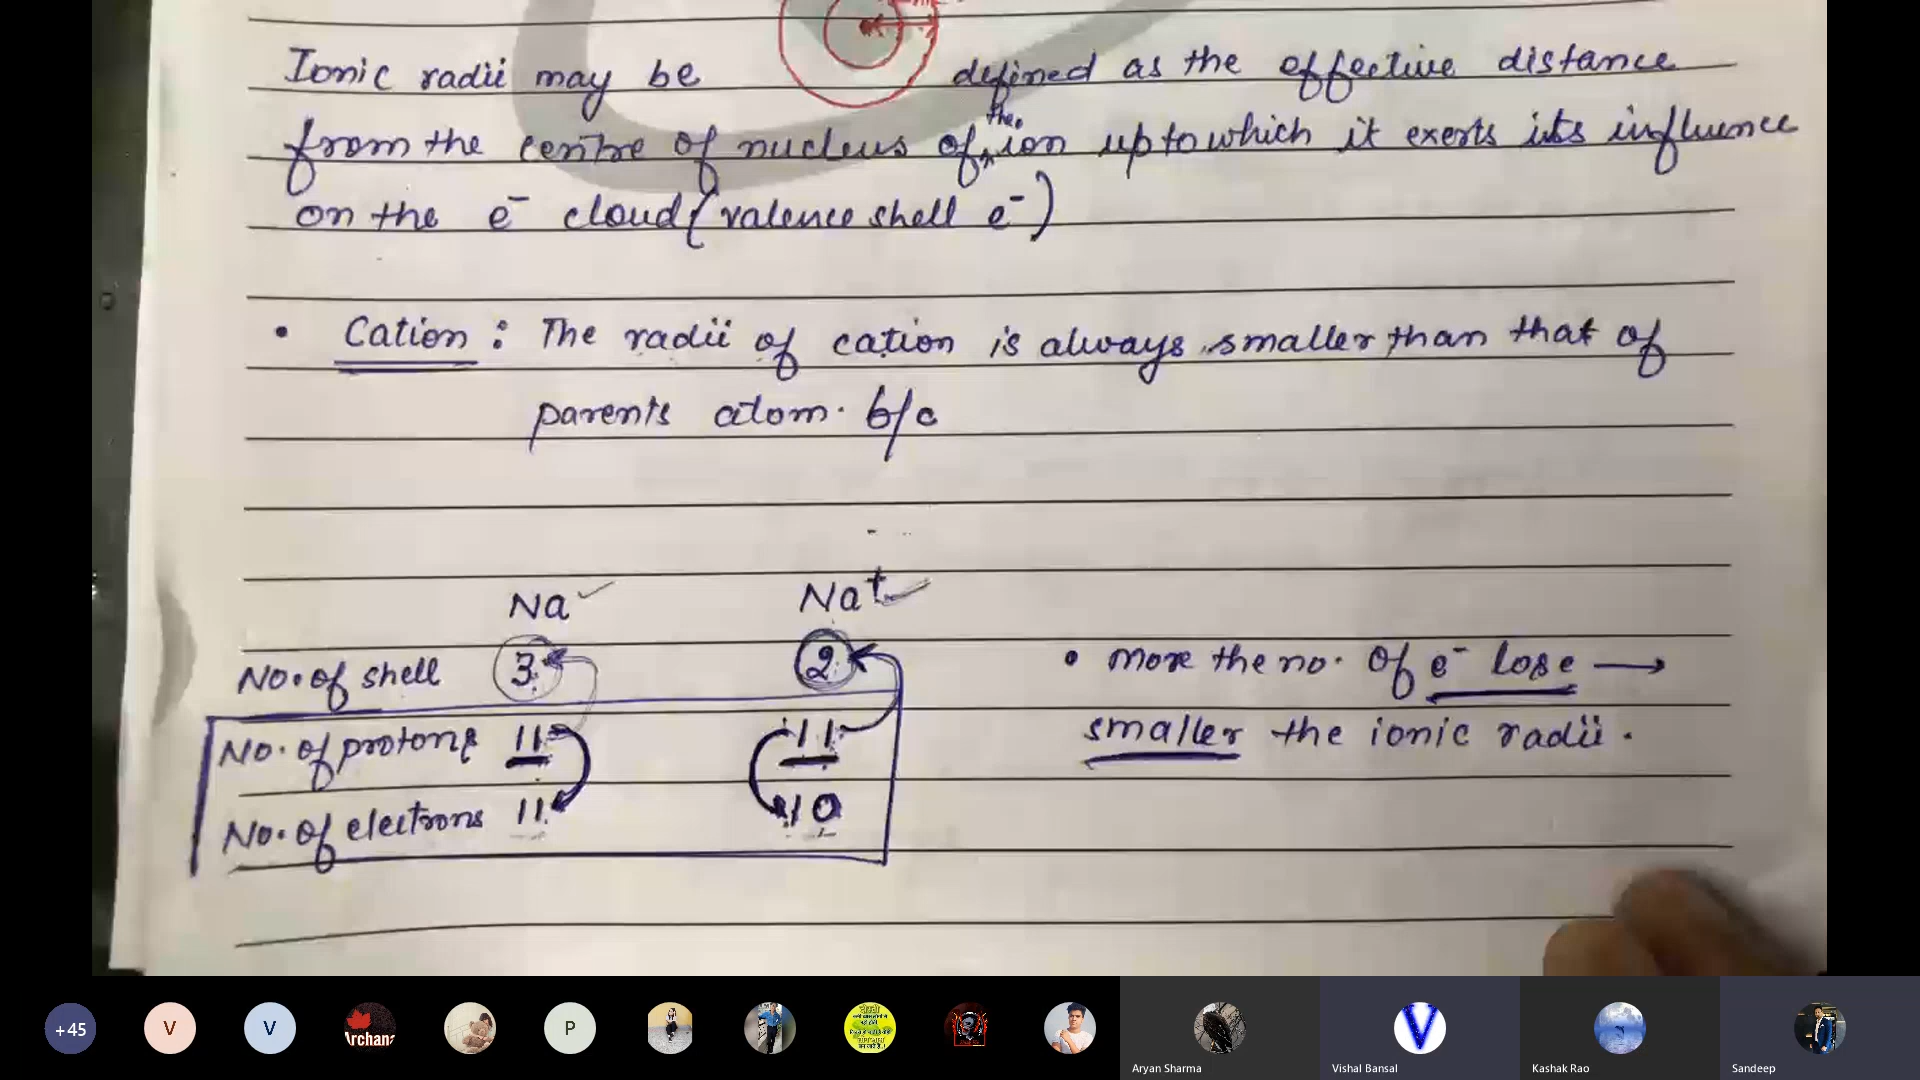 Ionic radii may be defined as the effective distance
from the centre of nucleus of the ion upto which it exerts its influence
on the e⁻ cloud (valence shell e⁻)
• Cation : The radii of cation is always smaller than that of
parents atom. b/c
Na Na⁺
No. of shell 3 2
No. of protons 11 11
No. of electrons 11 10
• More the no. of e⁻ lose →
smaller the ionic radii.
+45 V V Archana P V
Aryan Sharma Vishal Bansal Kashak Rao Sandeep